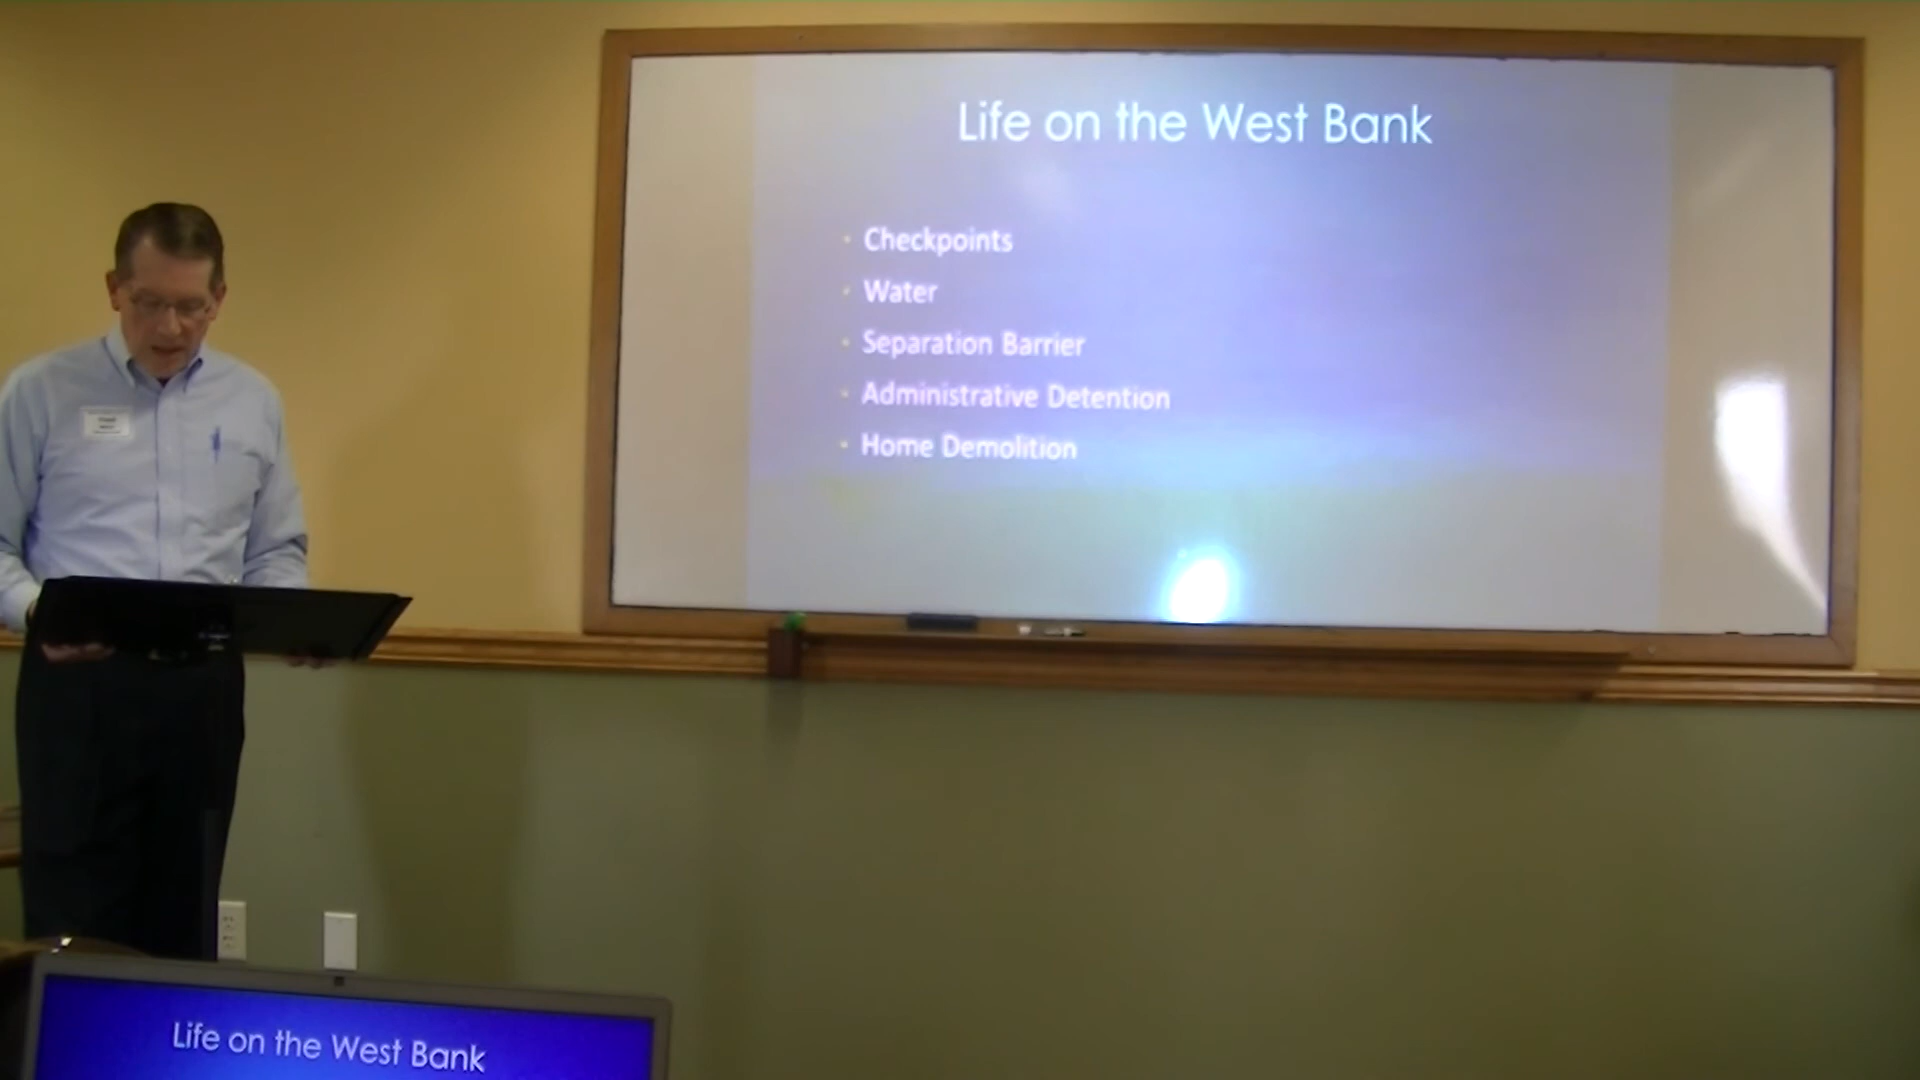 Life on the West Bank
Checkpoints
Water
Separation Barrier
Administrative Detention
Home Demolition
Life on the West Bank